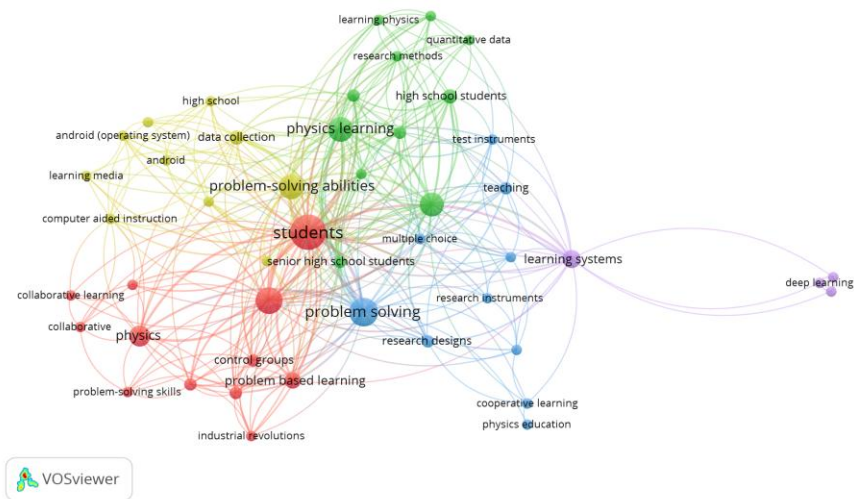 learning physics
quantitative data
research methods
high school students
high school
physics learning
android (operating system)
data collection
test instruments
android
learning media
problem-solving abilities
teaching
computer aided instruction
students
multiple choice
senior high school students
learning systems
deep learning
collaborative learning
research instruments
problem solving
collaborative
physics
research designs
control groups
problem based learning
problem-solving skills
cooperative learning
physics education
industrial revolutions
VOSviewer